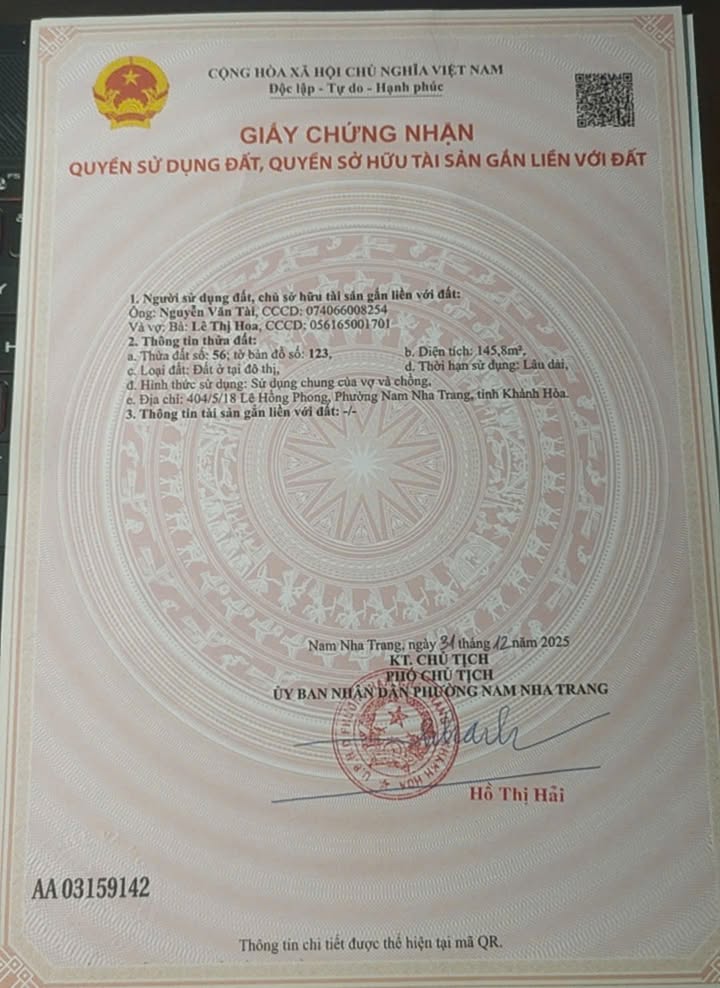 CỘNG HÒA XÃ HỘI CHỦ NGHĨA VIỆT NAM
Độc lập - Tự do - Hạnh phúc
GIẤY CHỨNG NHẬN
QUYỀN SỬ DỤNG ĐẤT, QUYỀN SỞ HỮU TÀI SẢN GẮN LIỀN VỚI ĐẤT
1. Người sử dụng đất, chủ sở hữu tài sản gắn liền với đất:
Ông: Nguyễn Văn Tài, CCCD: 074066008254
Và vợ: Bà: Lê Thị Hoa, CCCD: 056165001701
2. Thông tin thửa đất:
a. Thửa đất số: 56; tờ bản đồ số: 123, b. Diện tích: 145,8m²,
c. Loại đất: Đất ở tại đô thị, d. Thời hạn sử dụng: Lâu dài,
đ. Hình thức sử dụng: Sử dụng chung của vợ và chồng,
e. Địa chỉ: 404/5/18 Lê Hồng Phong, Phường Nam Nha Trang, tỉnh Khánh Hòa.
3. Thông tin tài sản gắn liền với đất: -/-
Nam Nha Trang, ngày 31 tháng 12 năm 2025
KT. CHỦ TỊCH
PHÓ CHỦ TỊCH
ỦY BAN NHÂN DÂN PHƯỜNG NAM NHA TRANG
Hồ Thị Hải
AA 03159142
Thông tin chi tiết được thể hiện tại mã QR.